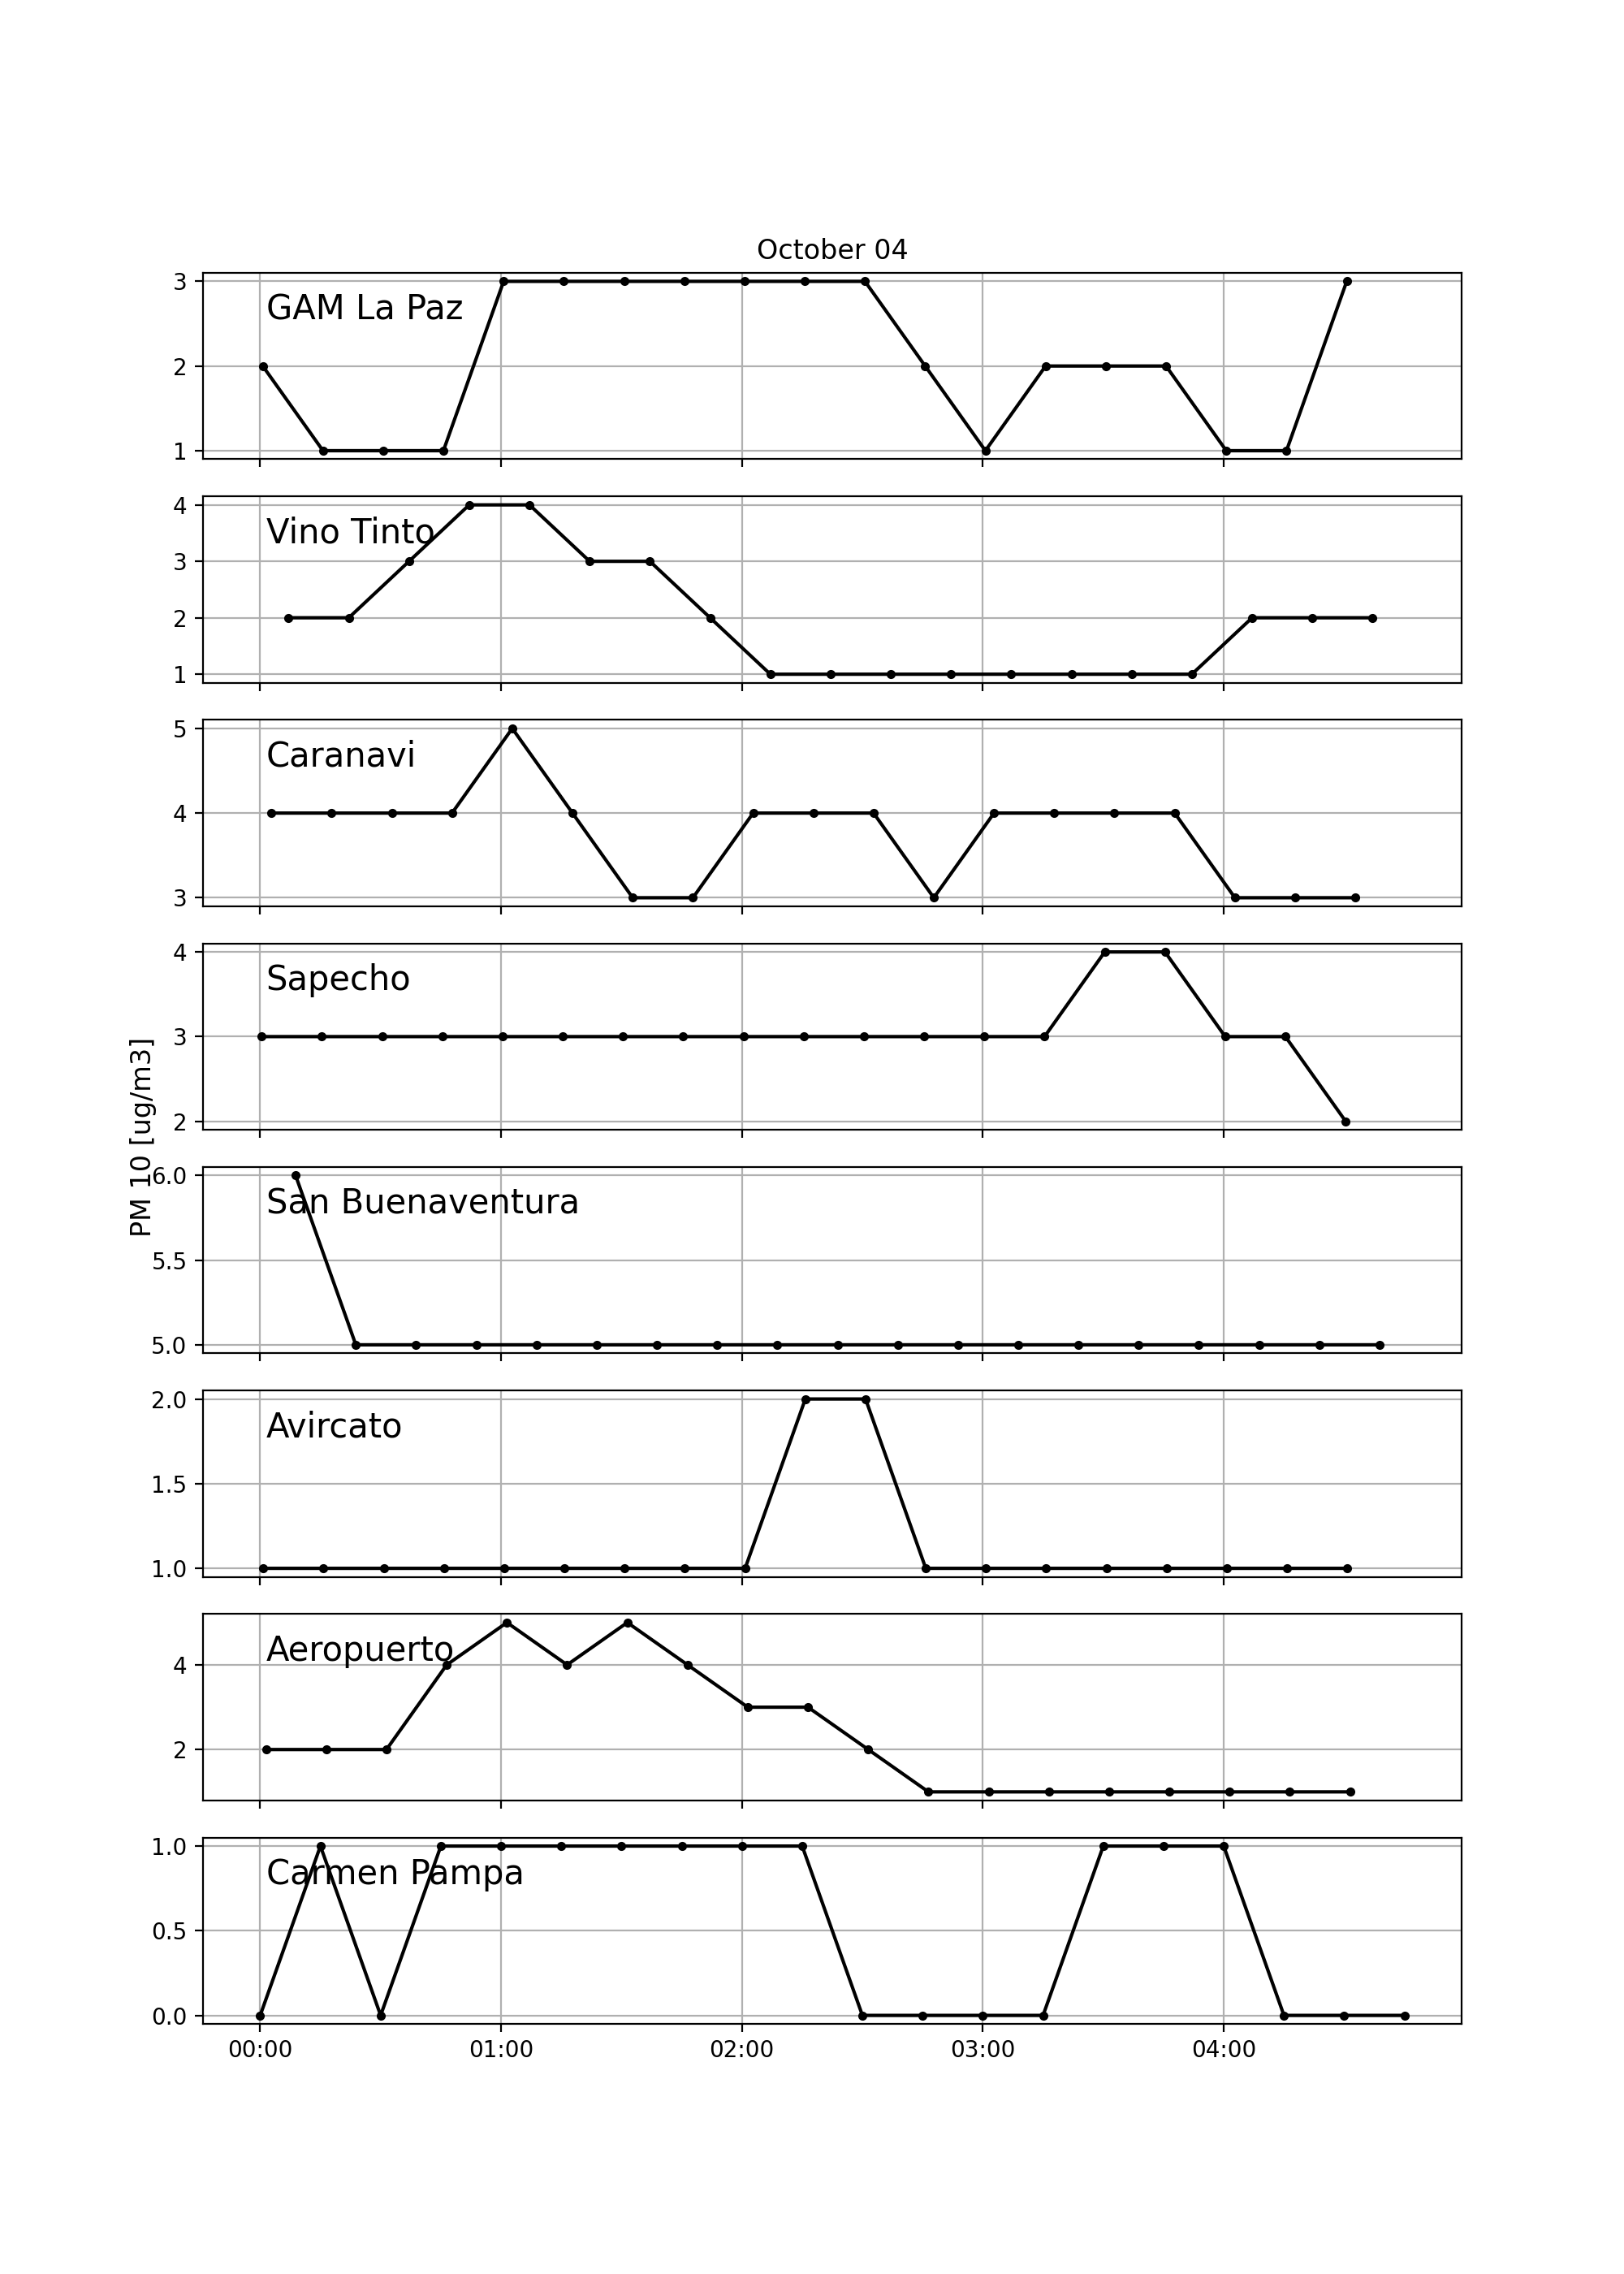 October 04
3
GAM La Paz
2
1
4
Vino Tinto
3
2
1
5
Caranavi
4
3
4
Sapecho
3
2
PM 10 [ug/m3]
6.0
San Buenaventura
5.5
5.0
2.0
Avircato
1.5
1.0
Aeropuerto
4
2
1.0
Carmen Pampa
0.5
0.0
00:00 01:00 02:00 03:00 04:00